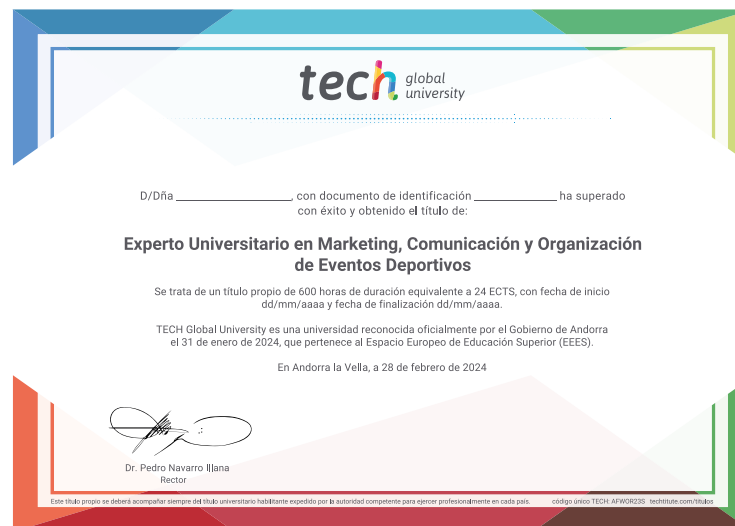 tech global university
D/Dña ____________________, con documento de identificación ______________ ha superado
con éxito y obtenido el título de:
Experto Universitario en Marketing, Comunicación y Organización
de Eventos Deportivos
Se trata de un título propio de 600 horas de duración equivalente a 24 ECTS, con fecha de inicio
dd/mm/aaaa y fecha de finalización dd/mm/aaaa.
TECH Global University es una universidad reconocida oficialmente por el Gobierno de Andorra
el 31 de enero de 2024, que pertenece al Espacio Europeo de Educación Superior (EEES).
En Andorra la Vella, a 28 de febrero de 2024
Dr. Pedro Navarro Illana
Rector
Este título propio se deberá acompañar siempre del título universitario habilitante expedido por la autoridad competente para ejercer profesionalmente en cada país. código único TECH: AFWOR23S techtitute.com/titulos